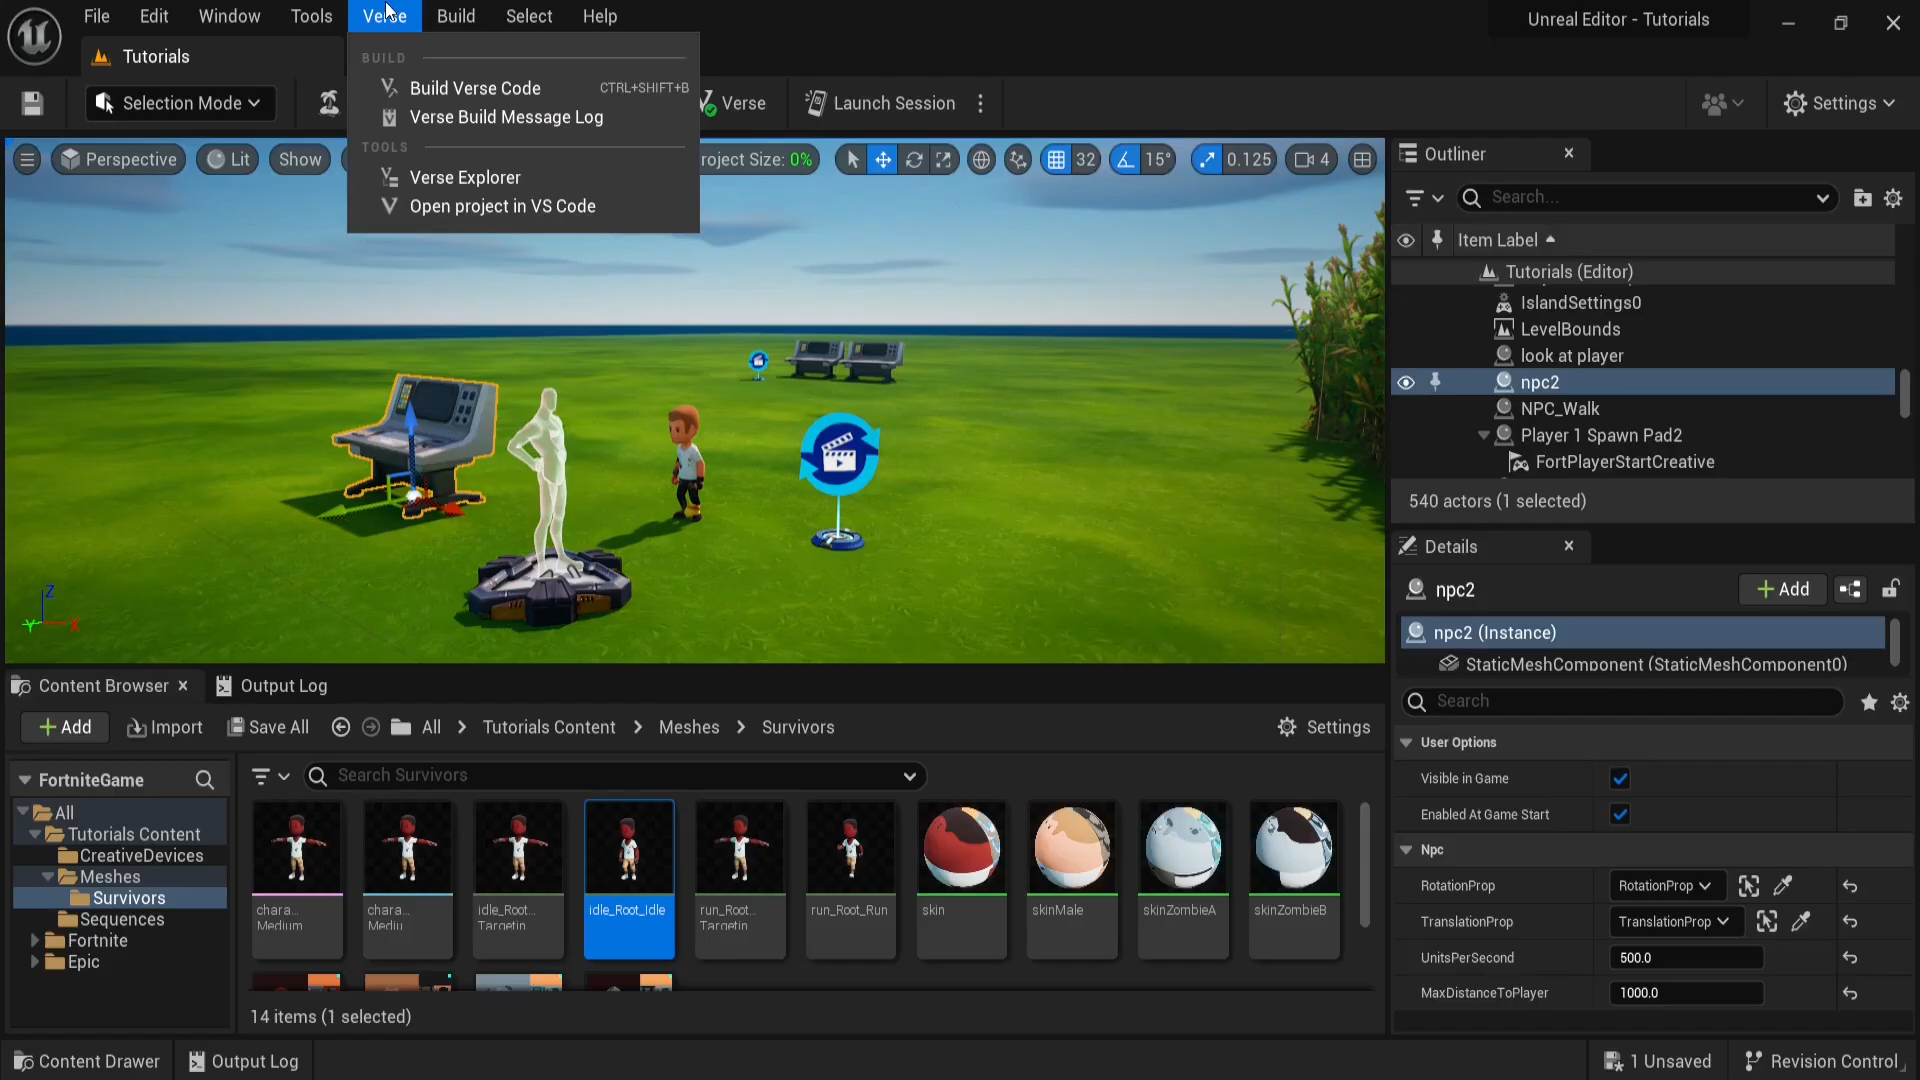 File Edit Window Tools Verse Build Select Help
Unreal Editor - Tutorials
Tutorials
BUILD
Build Verse Code CTRL+SHIFT+B
Verse Build Message Log
TOOLS
Verse Explorer
Open project in VS Code
Selection Mode
Verse
Launch Session
Settings
Perspective
Lit
Show
roject Size: 0%
32
15°
0.125
4
Outliner
Search...
Item Label
Tutorials (Editor)
IslandSettings0
LevelBounds
look at player
npc2
NPC_Walk
Player 1 Spawn Pad2
FortPlayerStartCreative
540 actors (1 selected)
Z
Y
X
Details
npc2
Add
npc2 (Instance)
StaticMeshComponent (StaticMeshComponent0)
Search
User Options
Visible in Game
Enabled At Game Start
Npc
RotationProp RotationProp
TranslationProp TranslationProp
UnitsPerSecond 500.0
MaxDistanceToPlayer 1000.0
Content Browser
Output Log
Add
Import
Save All
All
Tutorials Content
Meshes
Survivors
Settings
FortniteGame
All
Tutorials Content
CreativeDevices
Meshes
Survivors
Sequences
Fortnite
Epic
Search Survivors
chara...
Medium
chara...
Mediu
idle_Root...
Targetin
idle_Root_Idle
run_Root...
Targetin
run_Root_Run
skin
skinMale
skinZombieA
skinZombieB
14 items (1 selected)
Content Drawer
Output Log
1 Unsaved
Revision Control